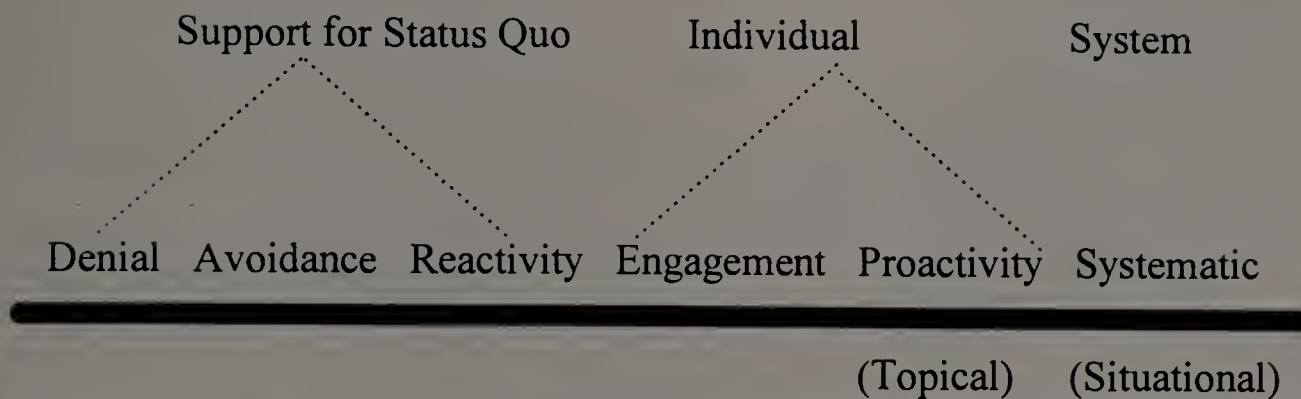 Support for Status Quo Individual System
Denial Avoidance Reactivity Engagement Proactivity Systematic
(Topical) (Situational)